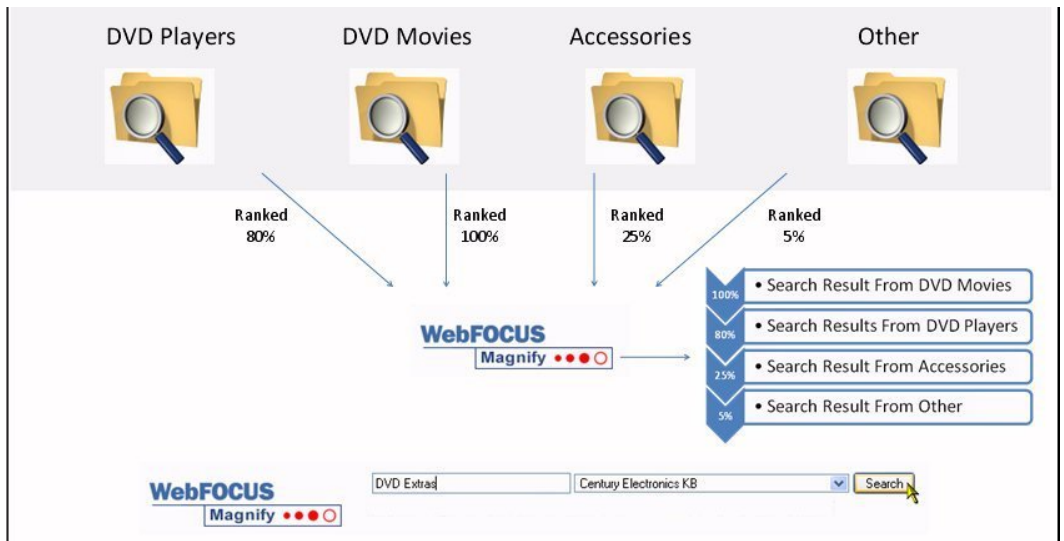 DVD Players
DVD Movies
Accessories
Other
Ranked
80%
Ranked
100%
Ranked
25%
Ranked
5%
WebFOCUS
Magnify
100%
• Search Result From DVD Movies
80%
• Search Results From DVD Players
25%
• Search Result From Accessories
5%
• Search Result From Other
WebFOCUS
Magnify
DVD Extras
Century Electronics KB
Search